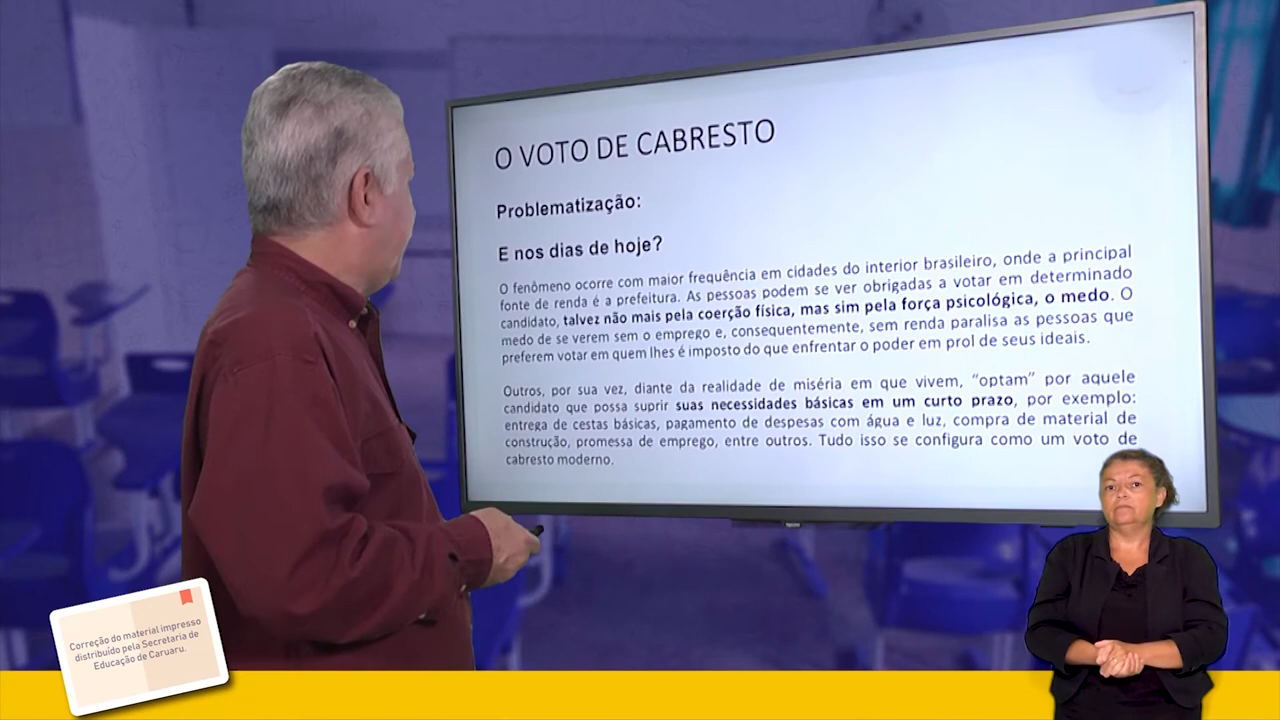 O VOTO DE CABRESTO
Problematização:
E nos dias de hoje?
O fenômeno ocorre com maior frequência em cidades do interior brasileiro, onde a principal
fonte de renda é a prefeitura. As pessoas podem se ver obrigadas a votar em determinado
candidato, talvez não mais pela coerção física, mas sim pela força psicológica, o medo. O
medo de se verem sem o emprego e, consequentemente, sem renda paralisa as pessoas que
preferem votar em quem lhes é imposto do que enfrentar o poder em prol de seus ideais.
Outros, por sua vez, diante da realidade de miséria em que vivem, “optam” por aquele
candidato que possa suprir suas necessidades básicas em um curto prazo, por exemplo:
entrega de cestas básicas, pagamento de despesas com água e luz, compra de material de
construção, promessa de emprego, entre outros. Tudo isso se configura como um voto de
cabresto moderno.
Correção do material impresso
distribuído pela Secretaria de
Educação de Caruaru.